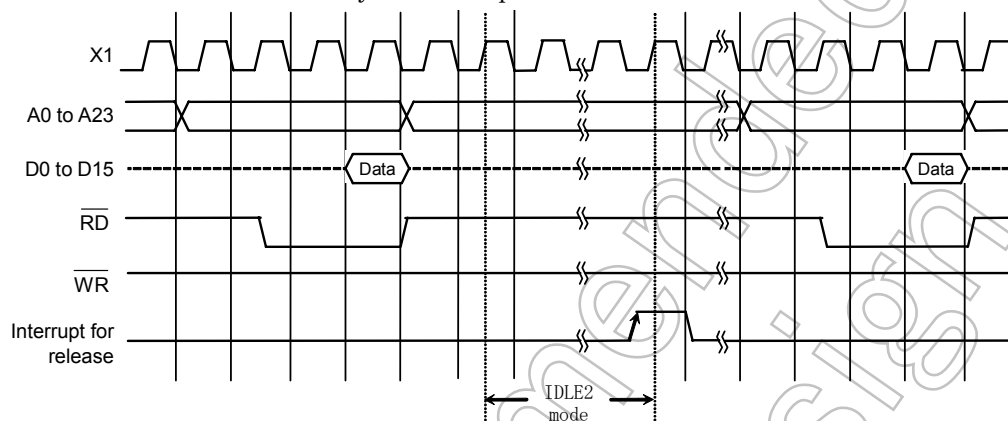 X1
A0 to A23
D0 to D15
Data
Data
RD
WR
Interrupt for
release
IDLE2
mode